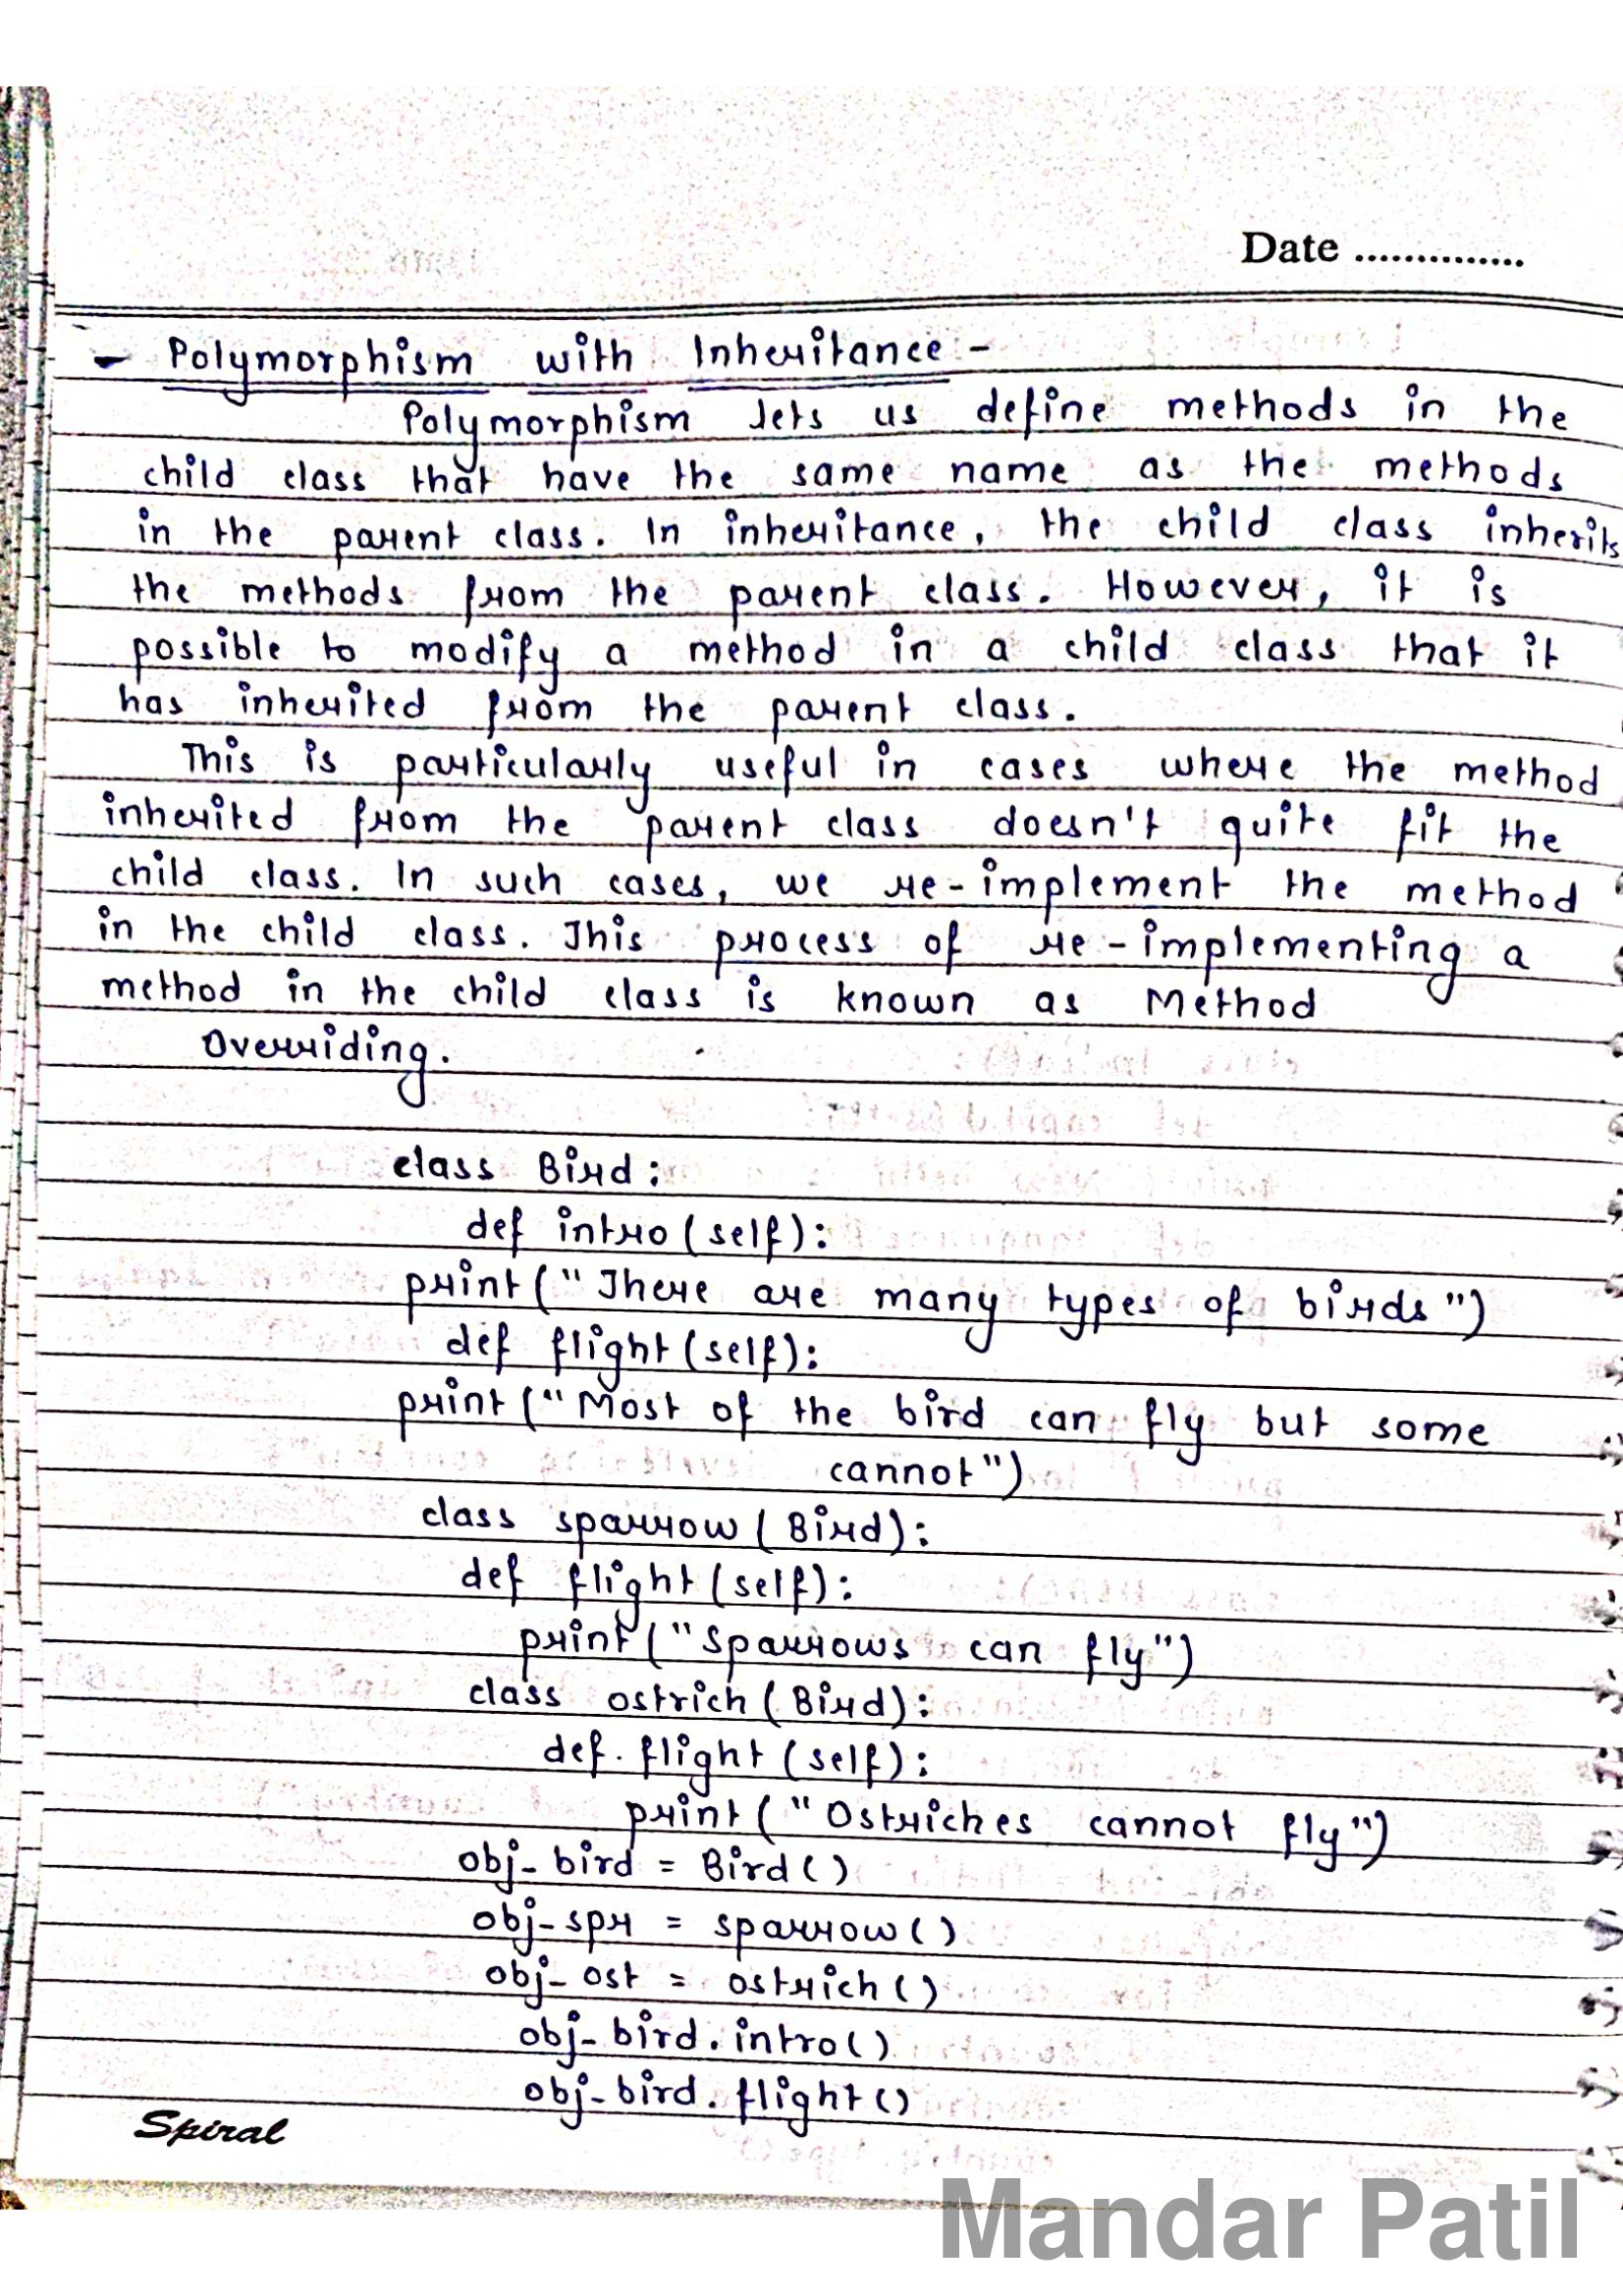 Date ..............
- Polymorphism with Inheritance :-
Polymorphism lets us define methods in the
child class that have the same name as the methods
in the parent class. In inheritance, the child class inherits
the methods from the parent class. However, it is
possible to modify a method in a child class that it
has inherited from the parent class.
This is particularly useful in cases where the method
inherited from the parent class doesn't quite fit the
child class. In such cases, we re-implement the method
in the child class. This process of re-implementing a
method in the child class is known as Method
Overriding.
class Bird:
def intro (self):
print("There are many types of birds")
def flight (self):
print ("Most of the bird can fly but some
cannot")
class sparrow (Bird):
def flight (self):
print ("Sparrows can fly")
class ostrich (Bird):
def. flight (self):
print ("Ostriches cannot fly")
obj_bird = Bird()
obj_spr = sparrow()
obj_ost = ostrich()
obj_bird.intro()
obj_bird.flight()
Spiral
Mandar Patil